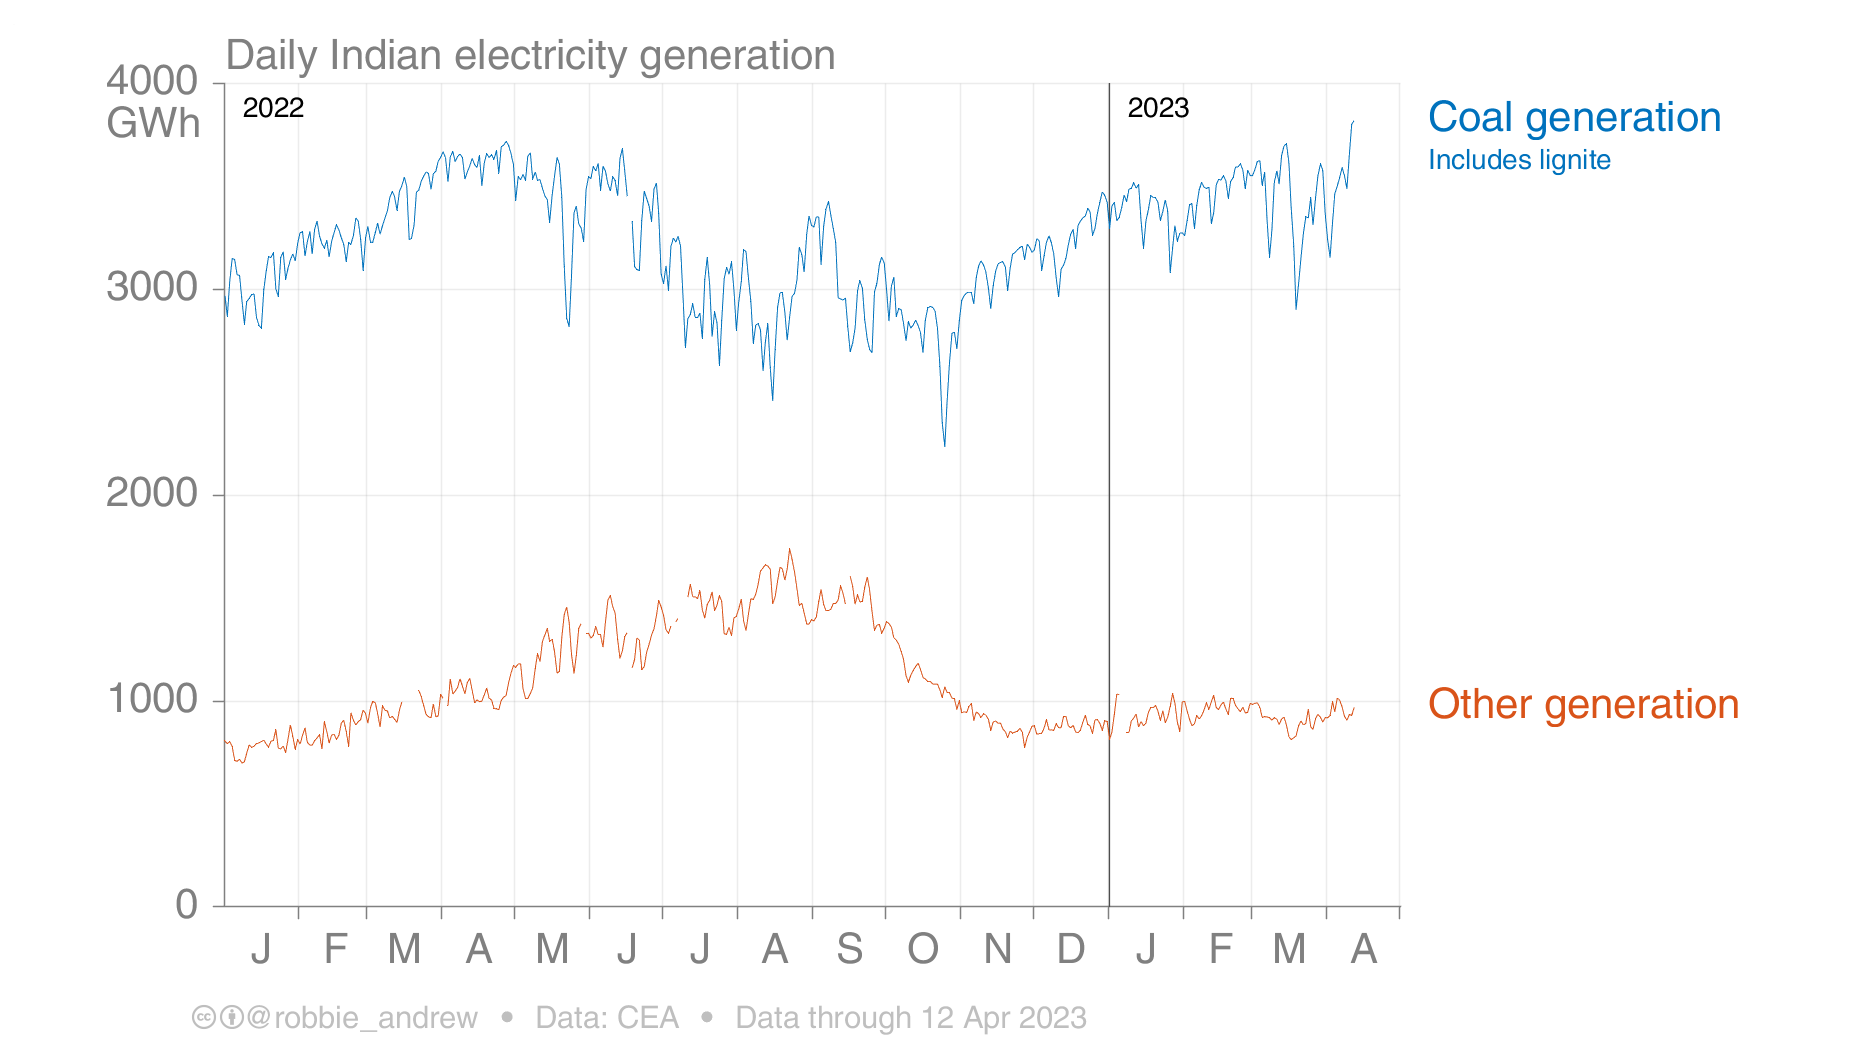 Daily Indian electricity generation
4000
GWh
2022
2023
Coal generation
Includes lignite
3000
2000
1000
Other generation
0
J F M A M J J A S O N D J F M A
@robbie_andrew • Data: CEA • Data through 12 Apr 2023